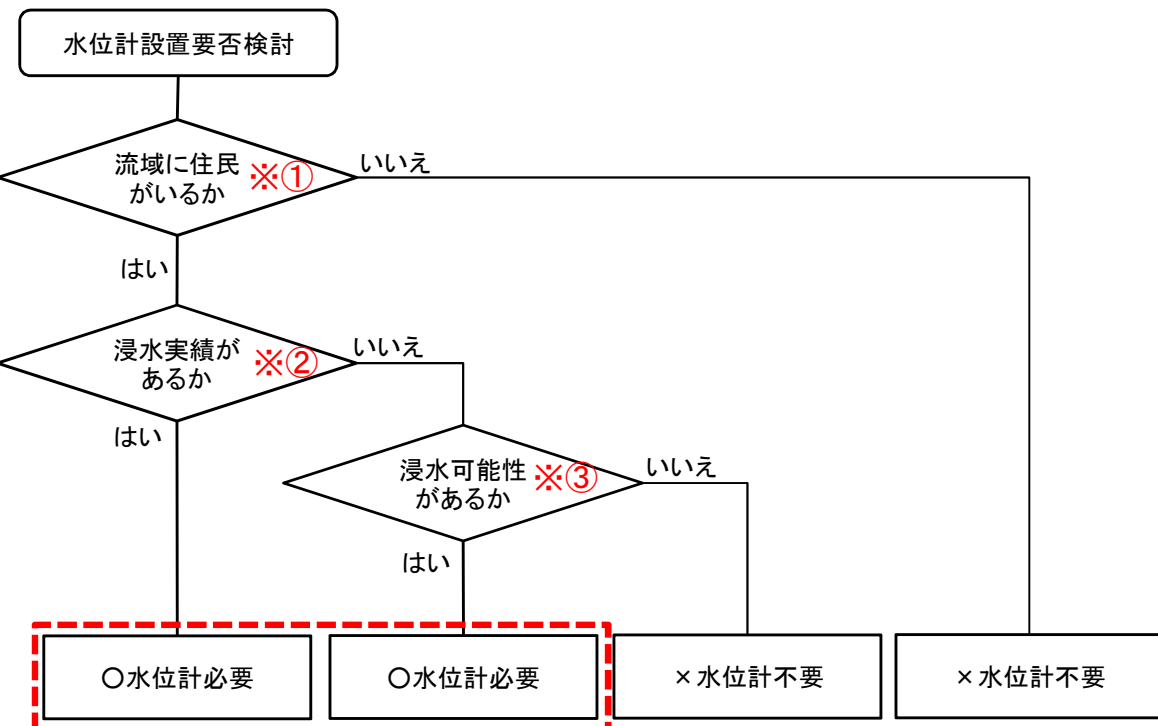 水位計設置要否検討
流域に住民
がいるか
※①
いいえ
はい
浸水実績が
あるか
※②
いいえ
はい
浸水可能性
があるか
※③
いいえ
はい
○水位計必要
○水位計必要
×水位計不要
×水位計不要